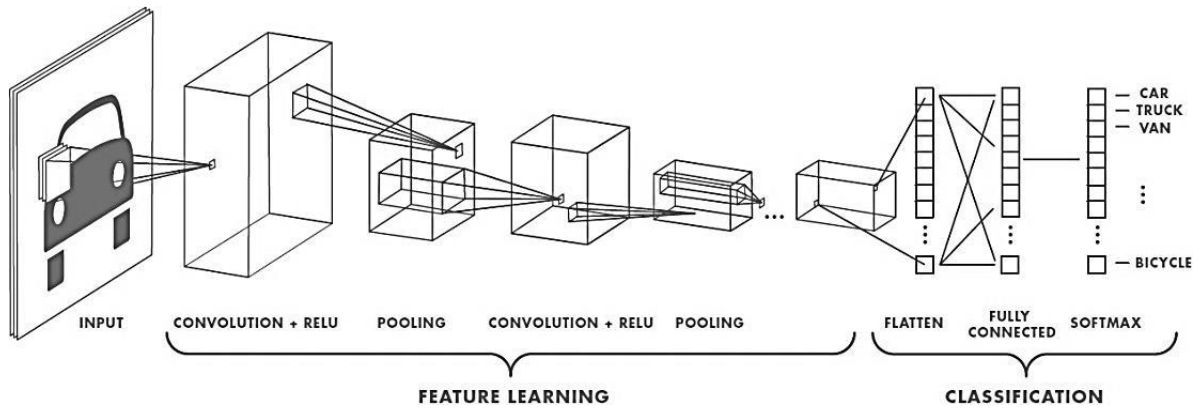 CAR
TRUCK
VAN
BICYCLE
INPUT
CONVOLUTION + RELU
POOLING
CONVOLUTION + RELU
POOLING
FLATTEN
FULLY
CONNECTED
SOFTMAX
FEATURE LEARNING
CLASSIFICATION